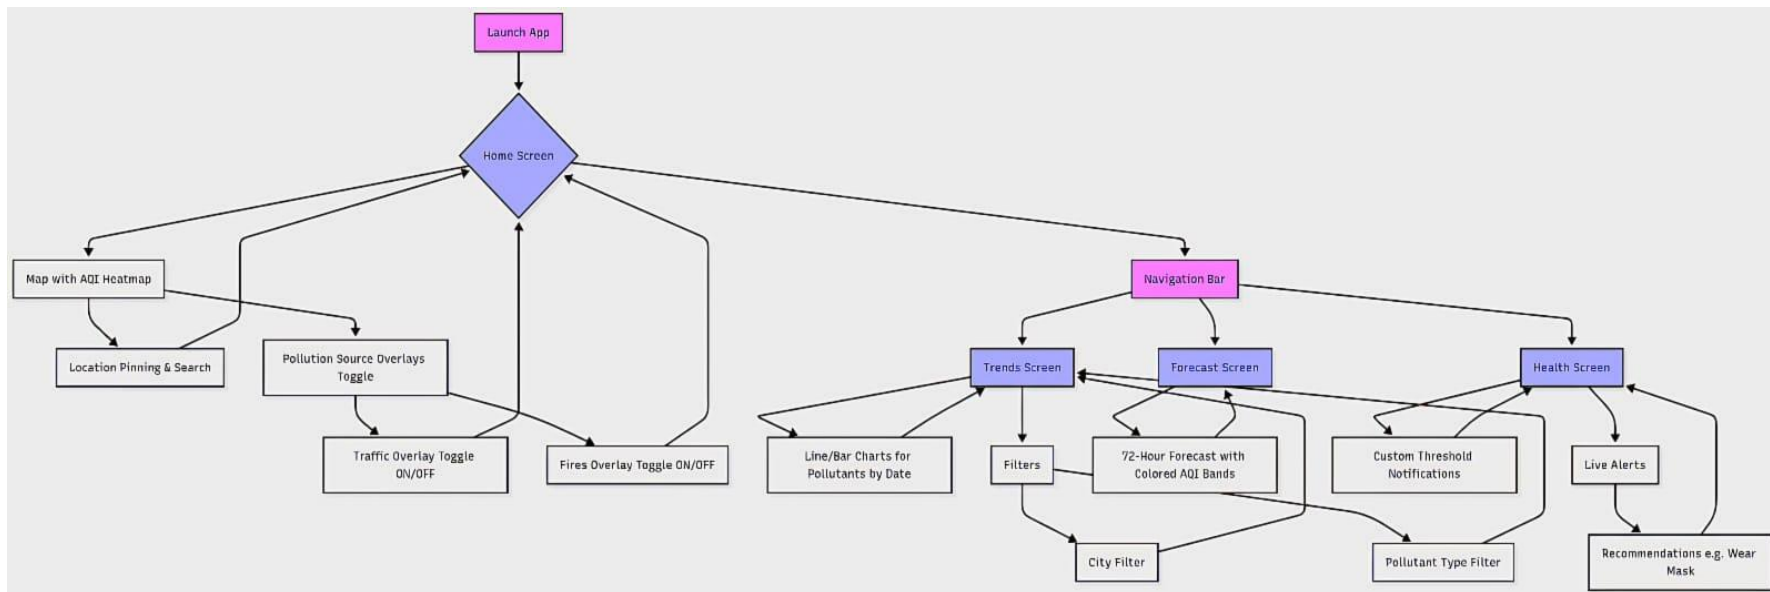 Launch App
Home Screen
Map with AQI Heatmap
Navigation Bar
Location Pinning & Search
Pollution Source Overlays
Toggle
Trends Screen
Forecast Screen
Health Screen
Traffic Overlay Toggle
ON/OFF
Fires Overlay Toggle ON/OFF
Line/Bar Charts for
Pollutants by Date
Filters
72-Hour Forecast with
Colored AQI Bands
Custom Threshold
Notifications
Live Alerts
City Filter
Pollutant Type Filter
Recommendations e.g. Wear
Mask